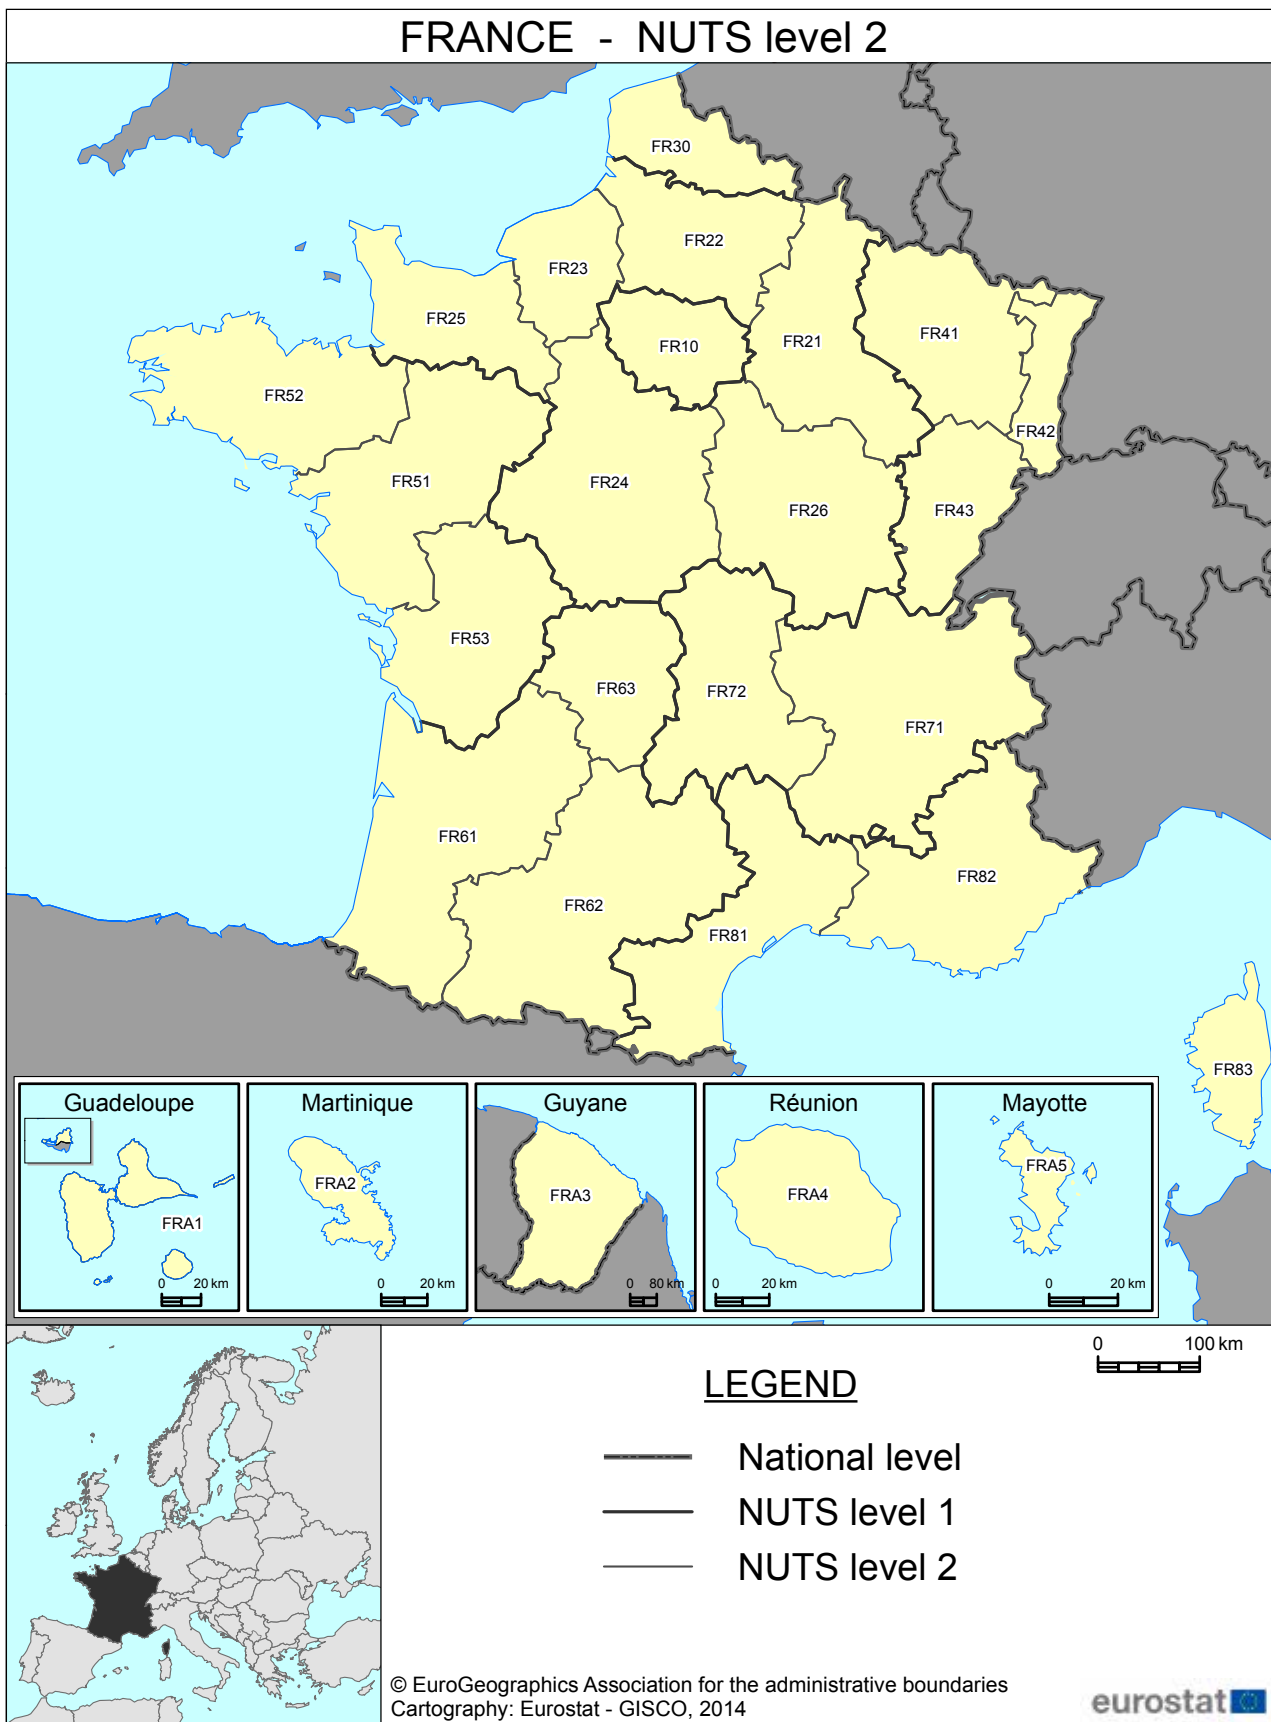 FRANCE - NUTS level 2
FR30
FR22
FR23
FR25
FR10
FR21
FR41
FR52
FR42
FR51
FR24
FR26
FR43
FR53
FR63
FR72
FR71
FR61
FR82
FR62
FR81
FR83
Guadeloupe
FRA1
0 20 km
Martinique
FRA2
0 20 km
Guyane
FRA3
0 80 km
Réunion
FRA4
0 20 km
Mayotte
FRA5
0 20 km
0 100 km
LEGEND
National level
NUTS level 1
NUTS level 2
© EuroGeographics Association for the administrative boundaries
Cartography: Eurostat - GISCO, 2014
eurostat